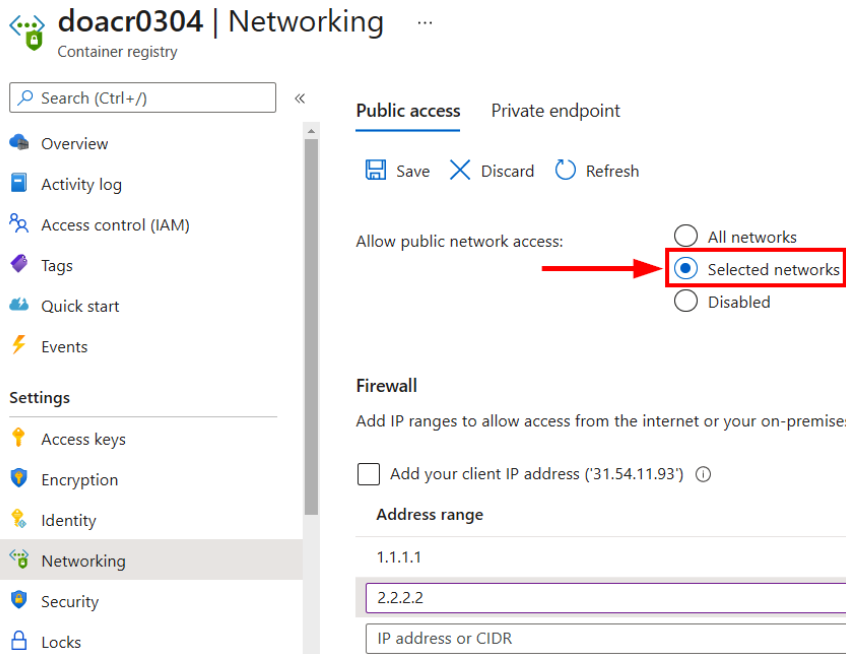 doacr0304 | Networking ...
Container registry
Search (Ctrl+/)
«
Overview
Activity log
Access control (IAM)
Tags
Quick start
Events
Settings
Access keys
Encryption
Identity
Networking
Security
Locks
Public access
Private endpoint
Save
Discard
Refresh
Allow public network access:
All networks
Selected networks
Disabled
Firewall
Add IP ranges to allow access from the internet or your on-premises
Add your client IP address ('31.54.11.93')
Address range
1.1.1.1
2.2.2.2
IP address or CIDR